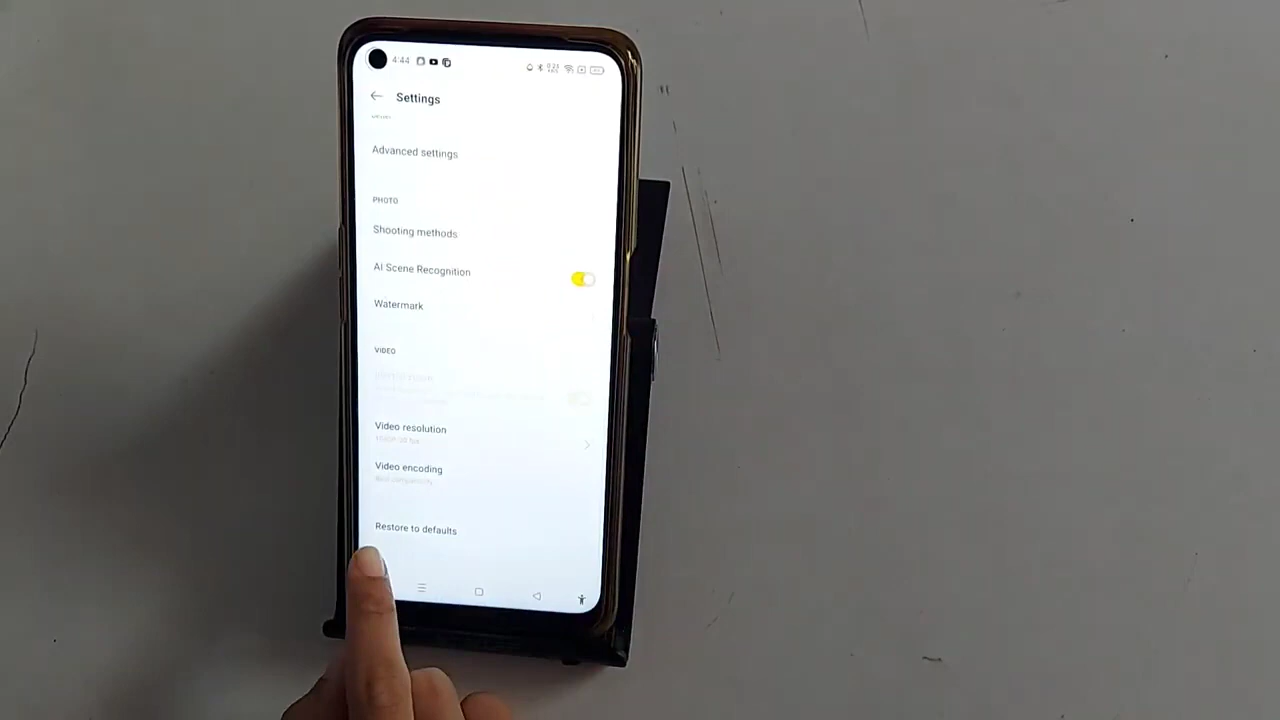 4:44
Settings
Advanced settings
PHOTO
Shooting methods
AI Scene Recognition
Watermark
VIDEO
Video resolution
Video encoding
Restore to defaults